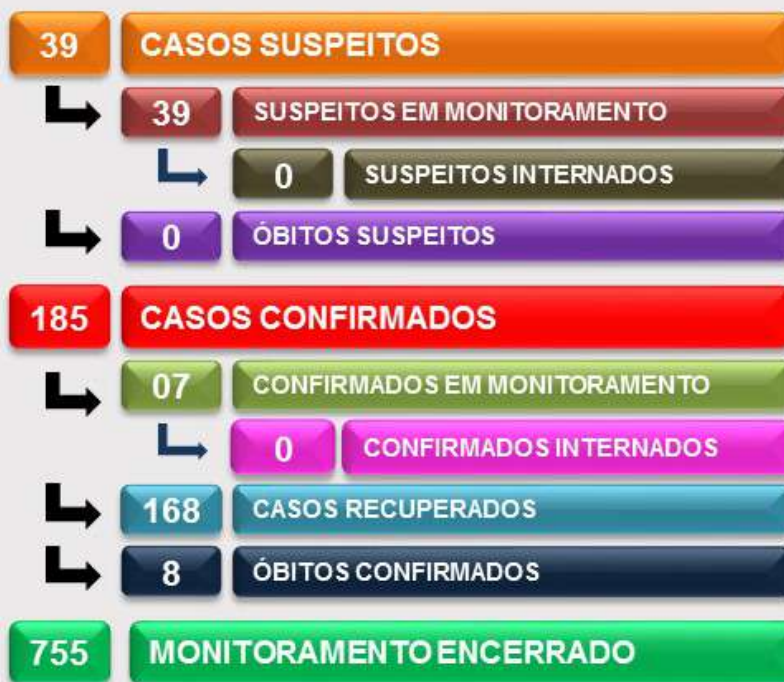 39 CASOS SUSPEITOS
39 SUSPEITOS EM MONITORAMENTO
0 SUSPEITOS INTERNADOS
0 ÓBITOS SUSPEITOS
185 CASOS CONFIRMADOS
07 CONFIRMADOS EM MONITORAMENTO
0 CONFIRMADOS INTERNADOS
168 CASOS RECUPERADOS
8 ÓBITOS CONFIRMADOS
755 MONITORAMENTO ENCERRADO